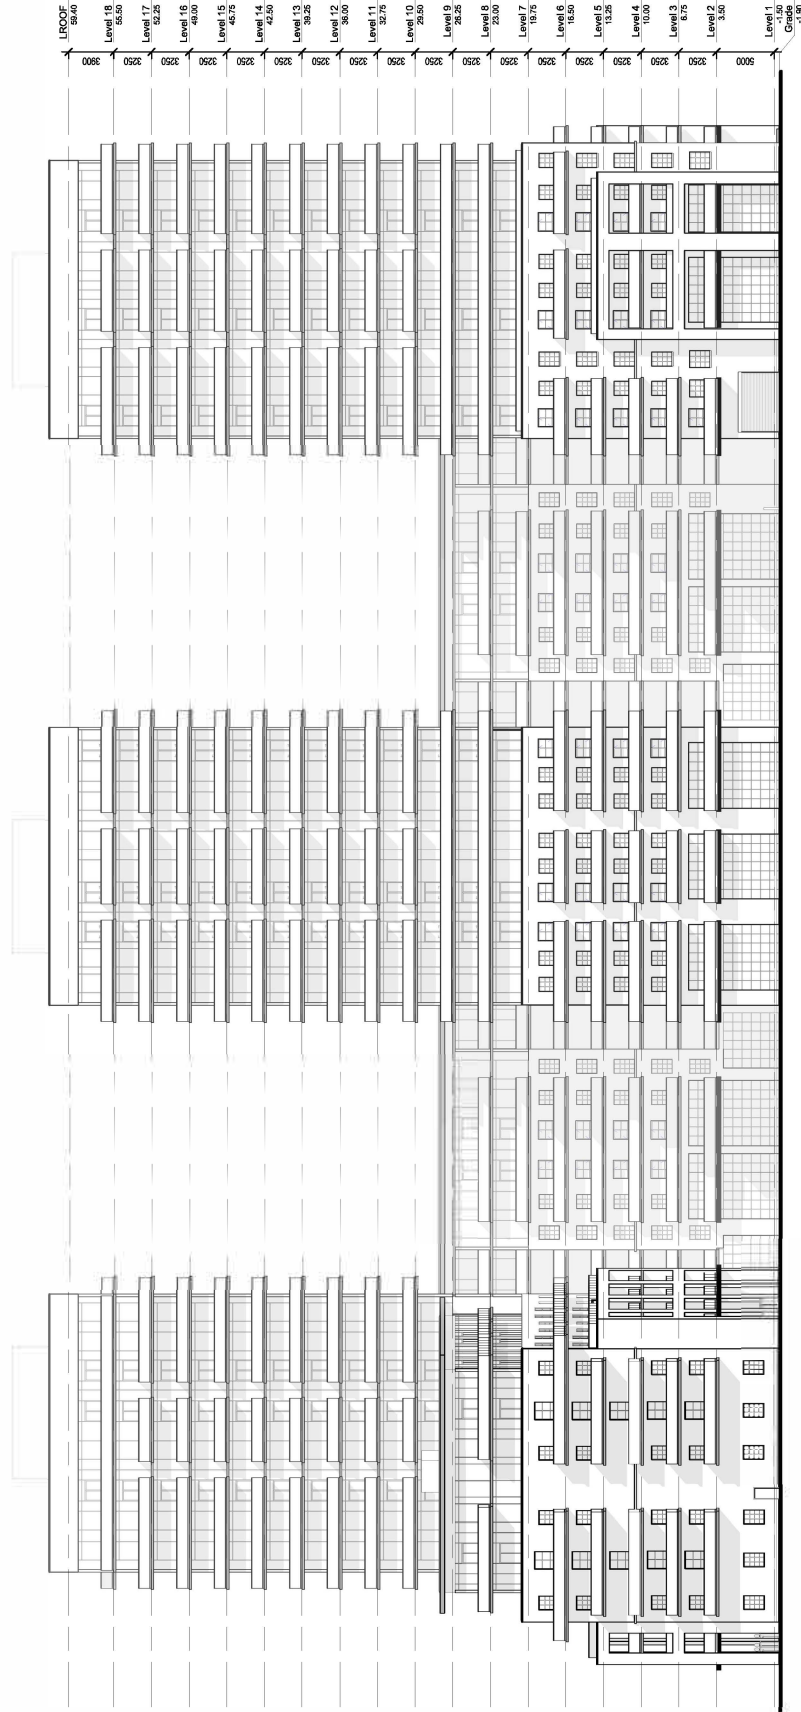 LROOF
59.40
3900
Level 18
55.50
3250
Level 17
52.25
3250
Level 16
49.00
3250
Level 15
45.75
3250
Level 14
42.50
3250
Level 13
39.25
3250
Level 12
36.00
3250
Level 11
32.75
3250
Level 10
29.50
3250
Level 9
26.25
3250
Level 8
23.00
3250
Level 7
19.75
3250
Level 6
16.50
3250
Level 5
13.25
3250
Level 4
10.00
3250
Level 3
6.75
3250
Level 2
3.50
5000
Level 1
-1.50
Grade
-1.90